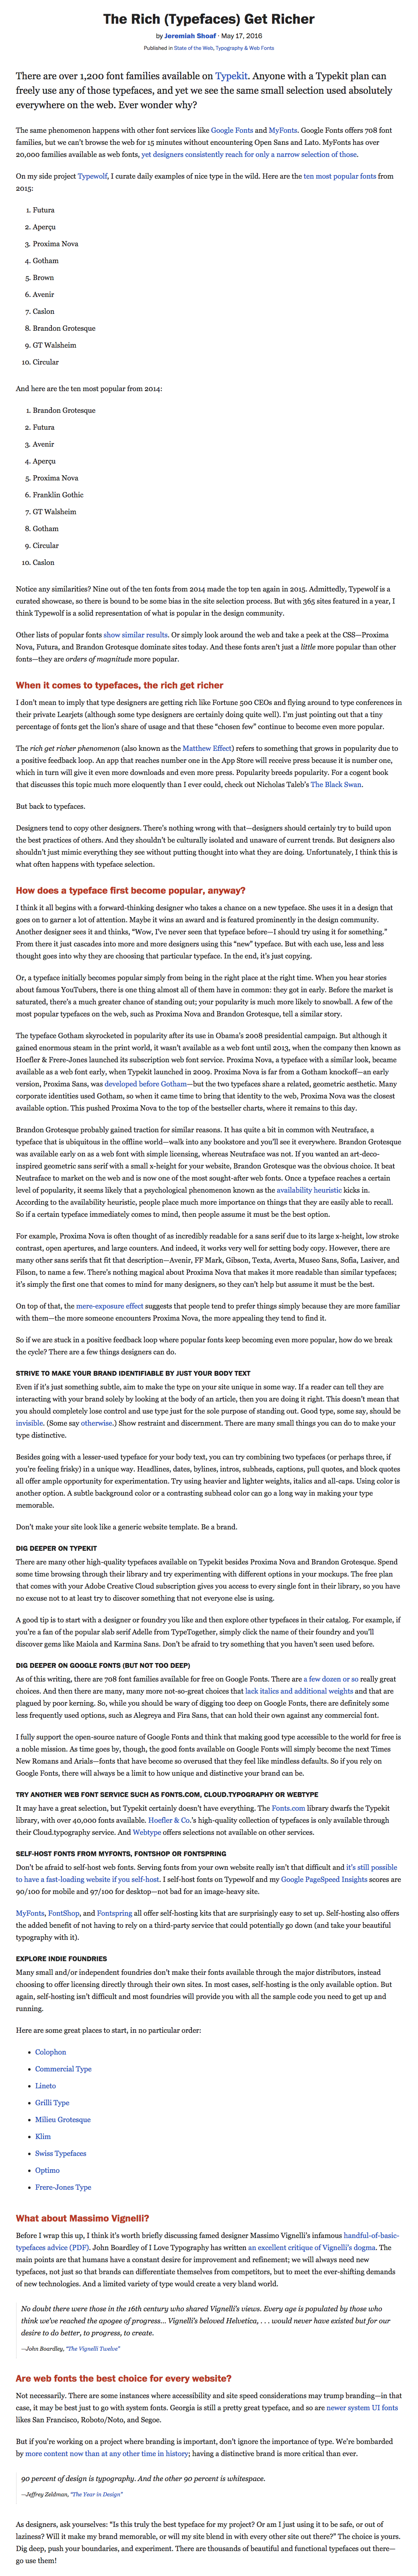 The Rich (Typefaces) Get Richer
by Jeremiah Shoaf · May 17, 2016
Published in State of the Web, Typography & Web Fonts
There are over 1,200 font families available on Typekit. Anyone with a Typekit plan can
freely use any of those typefaces, and yet we see the same small selection used absolutely
everywhere on the web. Ever wonder why?
The same phenomenon happens with other font services like Google Fonts and MyFonts. Google Fonts offers 708 font
families, but we can't browse the web for 15 minutes without encountering Open Sans and Lato. MyFonts has over
20,000 families available as web fonts, yet designers consistently reach for only a narrow selection of those.
On my side project Typewolf, I curate daily examples of nice type in the wild. Here are the ten most popular fonts from
2015:
1. Futura
2. Aperçu
3. Proxima Nova
4. Gotham
5. Brown
6. Avenir
7. Caslon
8. Brandon Grotesque
9. GT Walsheim
10. Circular
And here are the ten most popular from 2014:
1. Brandon Grotesque
2. Futura
3. Avenir
4. Aperçu
5. Proxima Nova
6. Franklin Gothic
7. GT Walsheim
8. Gotham
9. Circular
10. Caslon
Notice any similarities? Nine out of the ten fonts from 2014 made the top ten again in 2015. Admittedly, Typewolf is a
curated showcase, so there is bound to be some bias in the site selection process. But with 365 sites featured in a year, I
think Typewolf is a solid representation of what is popular in the design community.
Other lists of popular fonts show similar results. Or simply look around the web and take a peek at the CSS—Proxima
Nova, Futura, and Brandon Grotesque dominate sites today. And these fonts aren't just a little more popular than other
fonts—they are orders of magnitude more popular.
When it comes to typefaces, the rich get richer
I don't mean to imply that type designers are getting rich like Fortune 500 CEOs and flying around to type conferences in
their private Learjets (although some type designers are certainly doing quite well). I'm just pointing out that a tiny
percentage of fonts get the lion's share of usage and that these "chosen few" continue to become even more popular.
The rich get richer phenomenon (also known as the Matthew Effect) refers to something that grows in popularity due to
a positive feedback loop. An app that reaches number one in the App Store will receive press because it is number one,
which in turn will give it even more downloads and even more press. Popularity breeds popularity. For a cogent book
that discusses this topic much more eloquently than I ever could, check out Nicholas Taleb's The Black Swan.
But back to typefaces.
Designers tend to copy other designers. There's nothing wrong with that—designers should certainly try to build upon
the best practices of others. And they shouldn't be culturally isolated and unaware of current trends. But designers also
shouldn't just mimic everything they see without putting thought into what they are doing. Unfortunately, I think this is
what often happens with typeface selection.
How does a typeface first become popular, anyway?
I think it all begins with a forward-thinking designer who takes a chance on a new typeface. She uses it in a design that
goes on to garner a lot of attention. Maybe it wins an award and is featured prominently in the design community.
Another designer sees it and thinks, "Wow, I've never seen that typeface before—I should try using it for something."
From there it just cascades into more and more designers using this "new" typeface. But with each use, less and less
thought goes into why they are choosing that particular typeface. In the end, it's just copying.
Or, a typeface initially becomes popular simply from being in the right place at the right time. When you hear stories
about famous YouTubers, there is one thing almost all of them have in common: they got in early. Before the market is
saturated, there's a much greater chance of standing out; your popularity is much more likely to snowball. A few of the
most popular typefaces on the web, such as Proxima Nova and Brandon Grotesque, tell a similar story.
The typeface Gotham skyrocketed in popularity after its use in Obama's 2008 presidential campaign. But although it
gained enormous steam in the print world, it wasn't available as a web font until 2013, when the company then known as
Hoefler & Frere-Jones launched its subscription web font service. Proxima Nova, a typeface with a similar look, became
available as a web font early, when Typekit launched in 2009. Proxima Nova is far from a Gotham knockoff—an early
version, Proxima Sans, was developed before Gotham—but the two typefaces share a related, geometric aesthetic. Many
corporate identities used Gotham, so when it came time to bring that identity to the web, Proxima Nova was the closest
available option. This pushed Proxima Nova to the top of the bestseller charts, where it remains to this day.
Brandon Grotesque probably gained traction for similar reasons. It has quite a bit in common with Neutraface, a
typeface that is ubiquitous in the offline world—walk into any bookstore and you'll see it everywhere. Brandon Grotesque
was available early on as a web font with simple licensing, whereas Neutraface was not. If you wanted an art-deco-
inspired geometric sans serif with a small x-height for your website, Brandon Grotesque was the obvious choice. It beat
Neutraface to market on the web and is now one of the most sought-after web fonts. Once a typeface reaches a certain
level of popularity, it seems likely that a psychological phenomenon known as the availability heuristic kicks in.
According to the availability heuristic, people place much more importance on things that they are easily able to recall.
So if a certain typeface immediately comes to mind, then people assume it must be the best option.
For example, Proxima Nova is often thought of as incredibly readable for a sans serif due to its large x-height, low stroke
contrast, open apertures, and large counters. And indeed, it works very well for setting body copy. However, there are
many other sans serifs that fit that description—Avenir, FF Mark, Gibson, Texta, Averta, Museo Sans, Sofia, Lasiver, and
Filson, to name a few. There's nothing magical about Proxima Nova that makes it more readable than similar typefaces;
it's simply the first one that comes to mind for many designers, so they can't help but assume it must be the best.
On top of that, the mere-exposure effect suggests that people tend to prefer things simply because they are more familiar
with them—the more someone encounters Proxima Nova, the more appealing they tend to find it.
So if we are stuck in a positive feedback loop where popular fonts keep becoming even more popular, how do we break
the cycle? There are a few things designers can do.
STRIVE TO MAKE YOUR BRAND IDENTIFIABLE BY JUST YOUR BODY TEXT
Even if it's just something subtle, aim to make the type on your site unique in some way. If a reader can tell they are
interacting with your brand solely by looking at the body of an article, then you are doing it right. This doesn't mean that
you should completely lose control and use type just for the sole purpose of standing out. Good type, some say, should be
invisible. (Some say otherwise.) Show restraint and discernment. There are many small things you can do to make your
type distinctive.
Besides going with a lesser-used typeface for your body text, you can try combining two typefaces (or perhaps three, if
you're feeling frisky) in a unique way. Headlines, dates, bylines, intros, subheads, captions, pull quotes, and block quotes
all offer ample opportunity for experimentation. Try using heavier and lighter weights, italics and all-caps. Using color is
another option. A subtle background color or a contrasting subhead color can go a long way in making your type
memorable.
Don't make your site look like a generic website template. Be a brand.
DIG DEEPER ON TYPEKIT
There are many other high-quality typefaces available on Typekit besides Proxima Nova and Brandon Grotesque. Spend
some time browsing through their library and try experimenting with different options in your mockups. The free plan
that comes with your Adobe Creative Cloud subscription gives you access to every single font in their library, so you have
no excuse not to at least try to discover something that not everyone else is using.
A good tip is to start with a designer or foundry you like and then explore other typefaces in their catalog. For example, if
you're a fan of the popular slab serif Adelle from TypeTogether, simply click the name of their foundry and you'll
discover gems like Maiola and Karmina Sans. Don't be afraid to try something that you haven't seen used before.
DIG DEEPER ON GOOGLE FONTS (BUT NOT TOO DEEP)
As of this writing, there are 708 font families available for free on Google Fonts. There are a few dozen or so really great
choices. And then there are many, many more not-so-great choices that lack italics and additional weights and that are
plagued by poor kerning. So, while you should be wary of digging too deep on Google Fonts, there are definitely some
less frequently used options, such as Alegreya and Fira Sans, that can hold their own against any commercial font.
I fully support the open-source nature of Google Fonts and think that making good type accessible to the world for free is
a noble mission. As time goes by, though, the good fonts available on Google Fonts will simply become the next Times
New Romans and Arials—fonts that have become so overused that they feel like mindless defaults. So if you rely on
Google Fonts, there will always be a limit to how unique and distinctive your brand can be.
TRY ANOTHER WEB FONT SERVICE SUCH AS FONTS.COM, CLOUD.TYPOGRAPHY OR WEBTYPE
It may have a great selection, but Typekit certainly doesn't have everything. The Fonts.com library dwarfs the Typekit
library, with over 40,000 fonts available. Hoefler & Co.'s high-quality collection of typefaces is only available through
their Cloud.typography service. And Webtype offers selections not available on other services.
SELF-HOST FONTS FROM MYFONTS, FONTSHOP OR FONTSPRING
Don't be afraid to self-host web fonts. Serving fonts from your own website really isn't that difficult and it's still possible
to have a fast-loading website if you self-host. I self-host fonts on Typewolf and my Google PageSpeed Insights scores are
90/100 for mobile and 97/100 for desktop—not bad for an image-heavy site.
MyFonts, FontShop, and Fontspring all offer self-hosting kits that are surprisingly easy to set up. Self-hosting also offers
the added benefit of not having to rely on a third-party service that could potentially go down (and take your beautiful
typography with it).
EXPLORE INDIE FOUNDRIES
Many small and/or independent foundries don't make their fonts available through the major distributors, instead
choosing to offer licensing directly through their own sites. In most cases, self-hosting is the only available option. But
again, self-hosting isn't difficult and most foundries will provide you with all the sample code you need to get up and
running.
Here are some great places to start, in no particular order:
• Colophon
• Commercial Type
• Lineto
• Grilli Type
• Milieu Grotesque
• Klim
• Swiss Typefaces
• Optimo
• Frere-Jones Type
What about Massimo Vignelli?
Before I wrap this up, I think it's worth briefly discussing famed designer Massimo Vignelli's infamous handful-of-basic-
typefaces advice (PDF). John Boardley of I Love Typography has written an excellent critique of Vignelli's dogma. The
main points are that humans have a constant desire for improvement and refinement; we will always need new
typefaces, not just so that brands can differentiate themselves from competitors, but to meet the ever-shifting demands
of new technologies. And a limited variety of type would create a very bland world.
No doubt there were those in the 16th century who shared Vignelli's views. Every age is populated by those who
think we've reached the apogee of progress… Vignelli's beloved Helvetica, . . . would never have existed but for our
desire to do better, to progress, to create.
—John Boardley, "The Vignelli Twelve"
Are web fonts the best choice for every website?
Not necessarily. There are some instances where accessibility and site speed considerations may trump branding—in that
case, it may be best just to go with system fonts. Georgia is still a pretty great typeface, and so are newer system UI fonts
likes San Francisco, Roboto/Noto, and Segoe.
But if you're working on a project where branding is important, don't ignore the importance of type. We're bombarded
by more content now than at any other time in history; having a distinctive brand is more critical than ever.
90 percent of design is typography. And the other 90 percent is whitespace.
—Jeffrey Zeldman, "The Year in Design"
As designers, ask yourselves: "Is this truly the best typeface for my project? Or am I just using it to be safe, or out of
laziness? Will it make my brand memorable, or will my site blend in with every other site out there?" The choice is yours.
Dig deep, push your boundaries, and experiment. There are thousands of beautiful and functional typefaces out there—
go use them!